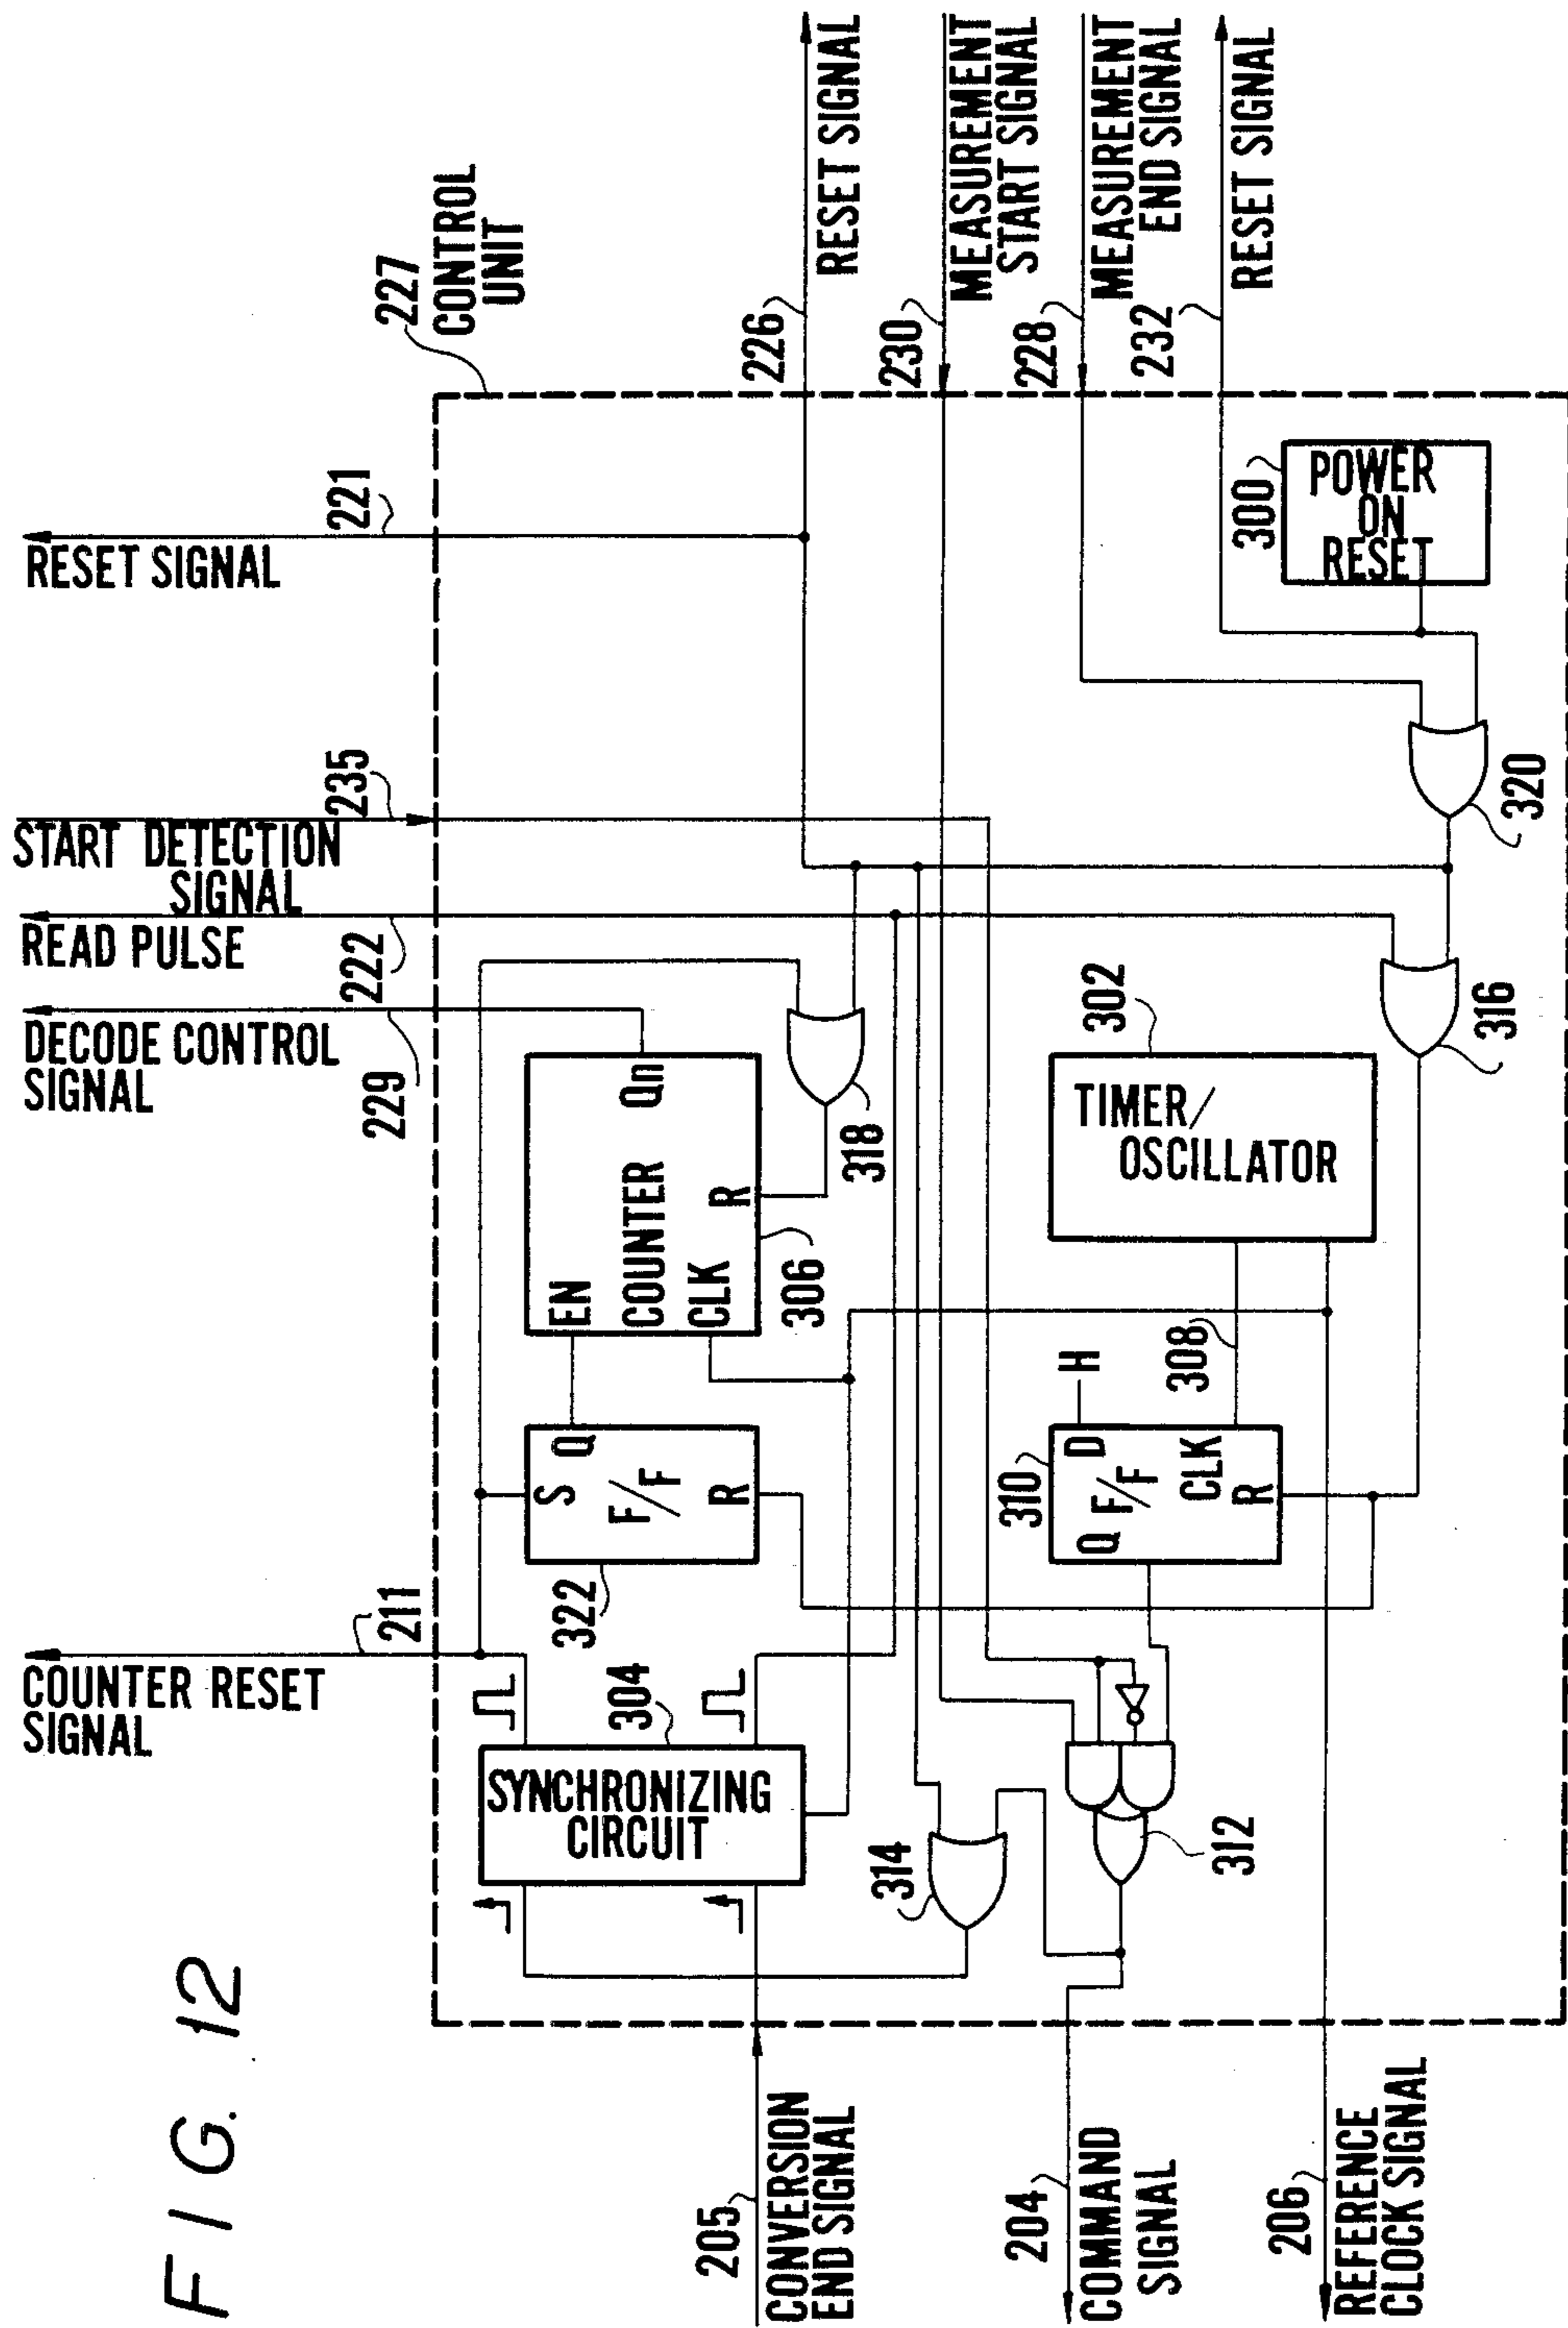 FIG. 12
COUNTER RESET
SIGNAL
211
DECODE CONTROL
SIGNAL
229
READ PULSE
222
START DETECTION
SIGNAL
235
RESET SIGNAL
221
227
CONTROL
UNIT
205
CONVERSION
END SIGNAL
204
COMMAND
SIGNAL
206
REFERENCE
CLOCK SIGNAL
SYNCHRONIZING
CIRCUIT
304
322
S
Q
F/F
R
EN
COUNTER
CLK
R
Qn
306
318
314
312
310
Q
D
F/F
CLK
R
H
308
302
TIMER/
OSCILLATOR
316
320
300
POWER
ON
RESET
226
RESET SIGNAL
230
MEASUREMENT
START SIGNAL
228
MEASUREMENT
END SIGNAL
232
RESET SIGNAL